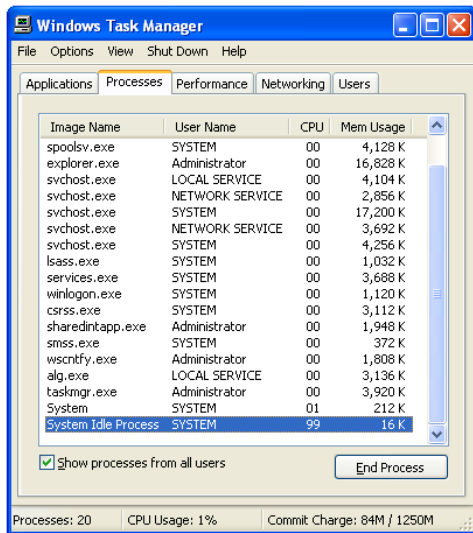 Windows Task Manager
File Options View Shut Down Help
Applications Processes Performance Networking Users
Image Name User Name CPU Mem Usage
spoolsv.exe SYSTEM 00 4,128 K
explorer.exe Administrator 00 16,828 K
svchost.exe LOCAL SERVICE 00 4,104 K
svchost.exe NETWORK SERVICE 00 2,856 K
svchost.exe SYSTEM 00 17,200 K
svchost.exe NETWORK SERVICE 00 3,692 K
svchost.exe SYSTEM 00 4,256 K
lsass.exe SYSTEM 00 1,032 K
services.exe SYSTEM 00 3,688 K
winlogon.exe SYSTEM 00 1,120 K
csrss.exe SYSTEM 00 3,112 K
sharedintapp.exe Administrator 00 1,948 K
smss.exe SYSTEM 00 372 K
wscntfy.exe Administrator 00 1,808 K
alg.exe LOCAL SERVICE 00 3,136 K
taskmgr.exe Administrator 00 3,920 K
System SYSTEM 01 212 K
System Idle Process SYSTEM 99 16 K
Show processes from all users
End Process
Processes: 20 CPU Usage: 1% Commit Charge: 84M / 1250M